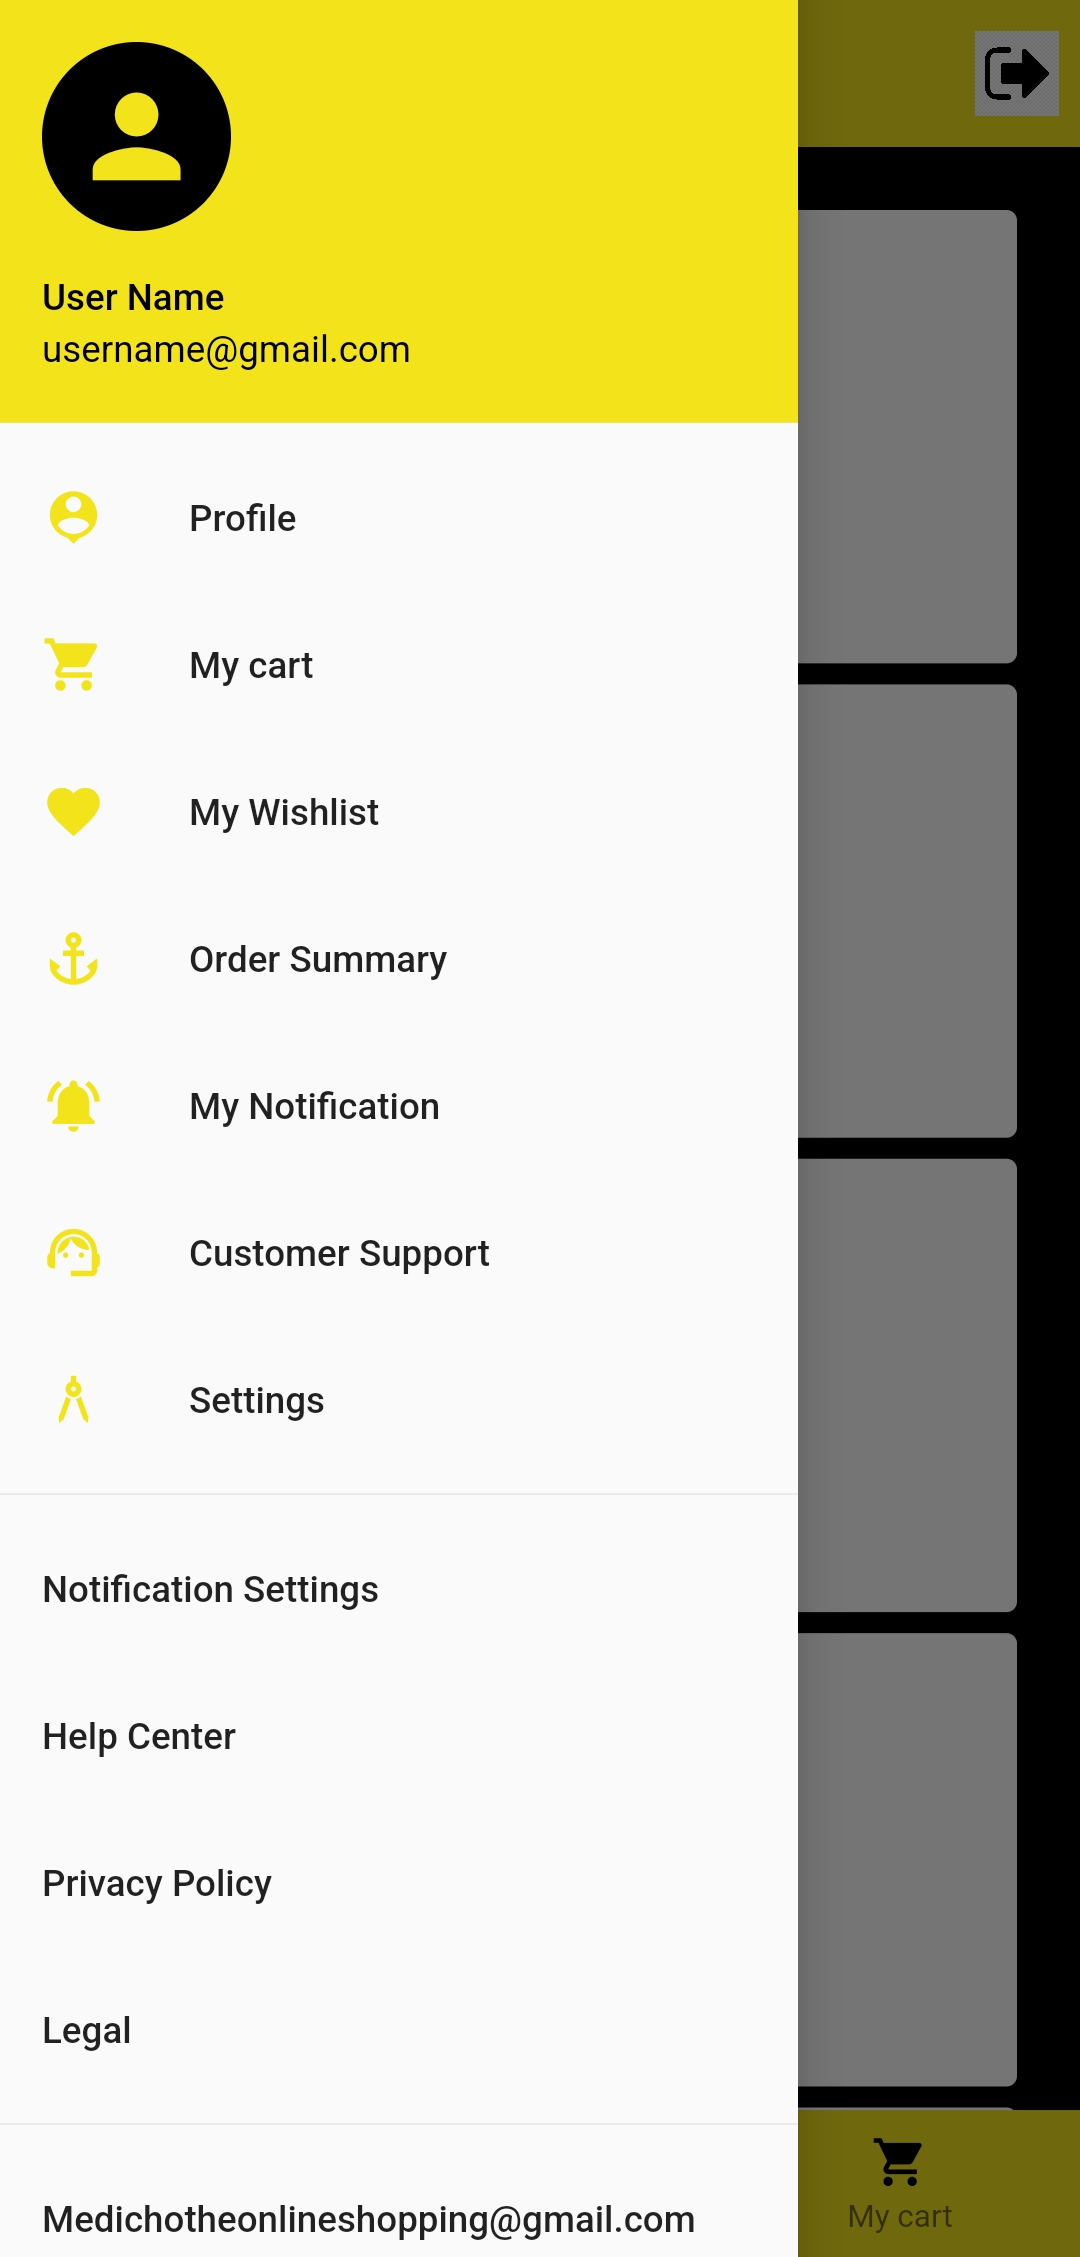 User Name
username@gmail.com
Profile
My cart
My Wishlist
Order Summary
My Notification
Customer Support
Settings
Notification Settings
Help Center
Privacy Policy
Legal
Medichotheonlineshopping@gmail.com
My cart